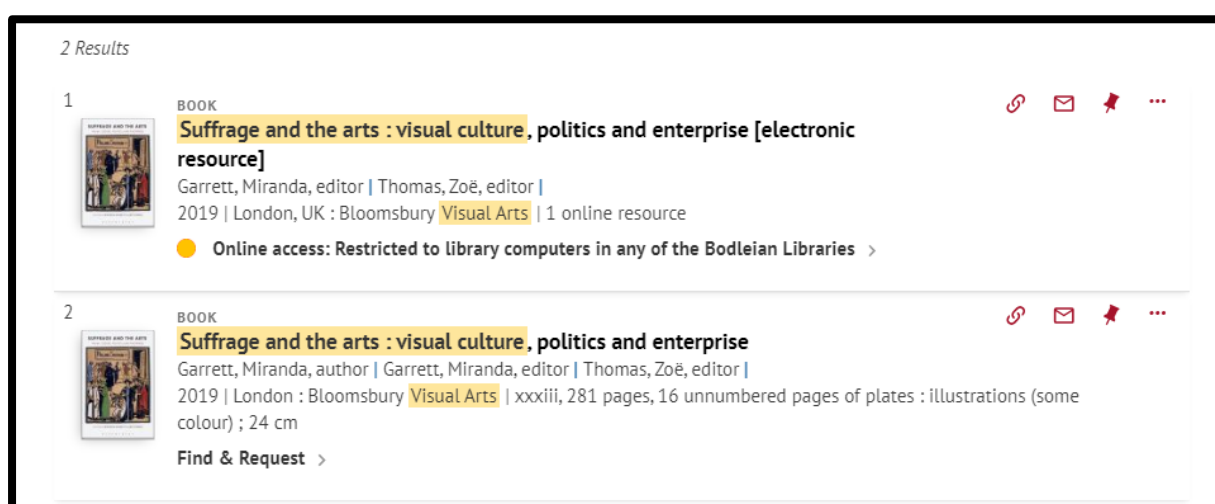 2 Results
1
BOOK
Suffrage and the arts : visual culture, politics and enterprise [electronic
resource]
Garrett, Miranda, editor | Thomas, Zoë, editor |
2019 | London, UK : Bloomsbury Visual Arts | 1 online resource
Online access: Restricted to library computers in any of the Bodleian Libraries >
2
BOOK
Suffrage and the arts : visual culture, politics and enterprise
Garrett, Miranda, author | Garrett, Miranda, editor | Thomas, Zoë, editor |
2019 | London : Bloomsbury Visual Arts | xxxiii, 281 pages, 16 unnumbered pages of plates : illustrations (some
colour) ; 24 cm
Find & Request >